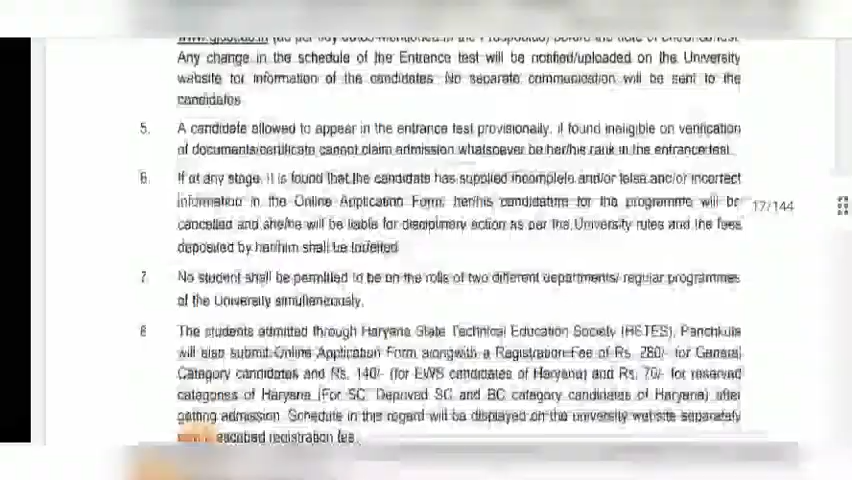 Any change in the schedule of the Entrance test will be notified/uploaded on the University
website for information of the candidates. No separate communication will be sent to the
candidates
5. A candidate allowed to appear in the entrance test provisionally, if found ineligible on verification
of documents/certificate cannot claim admission whatsoever be her/his rank in the entrance test.
6. If at any stage, it is found that the candidate has supplied incomplete and/or false and/or incorrect
information in the Online Application Form, her/his candidature for the programme will be
17/144
cancelled and she/he will be liable for disciplinary action as per the University rules and the fees
deposited by her/him shall be forfeited
7. No student shall be permitted to be on the rolls of two different departments/ regular programmes
of the University simultaneously.
8 The students admitted through Haryana State Technical Education Society (HSTES), Panchkula
will also submit Online Application Form alongwith a Registration Fee of Rs. 280/- for General
Category candidates and Rs. 140/- (for EWS candidates of Haryana) and Rs. 70/- for reserved
categories of Haryana (For SC, Deprived SC and BC category candidates of Haryana) after
getting admission. Schedule in this regard will be displayed on the university website separately
registration fee